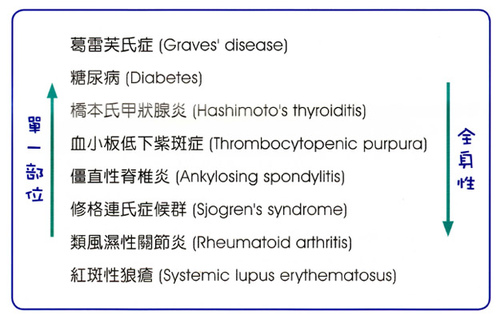 葛雷芙氏症 (Graves' disease)
糖尿病 (Diabetes)
橋本氏甲狀腺炎 (Hashimoto's thyroiditis)
血小板低下紫斑症 (Thrombocytopenic purpura)
僵直性脊椎炎 (Ankylosing spondylitis)
修格連氏症候群 (Sjogren's syndrome)
類風濕性關節炎 (Rheumatoid arthritis)
紅斑性狼瘡 (Systemic lupus erythematosus)
單一部位
全身性